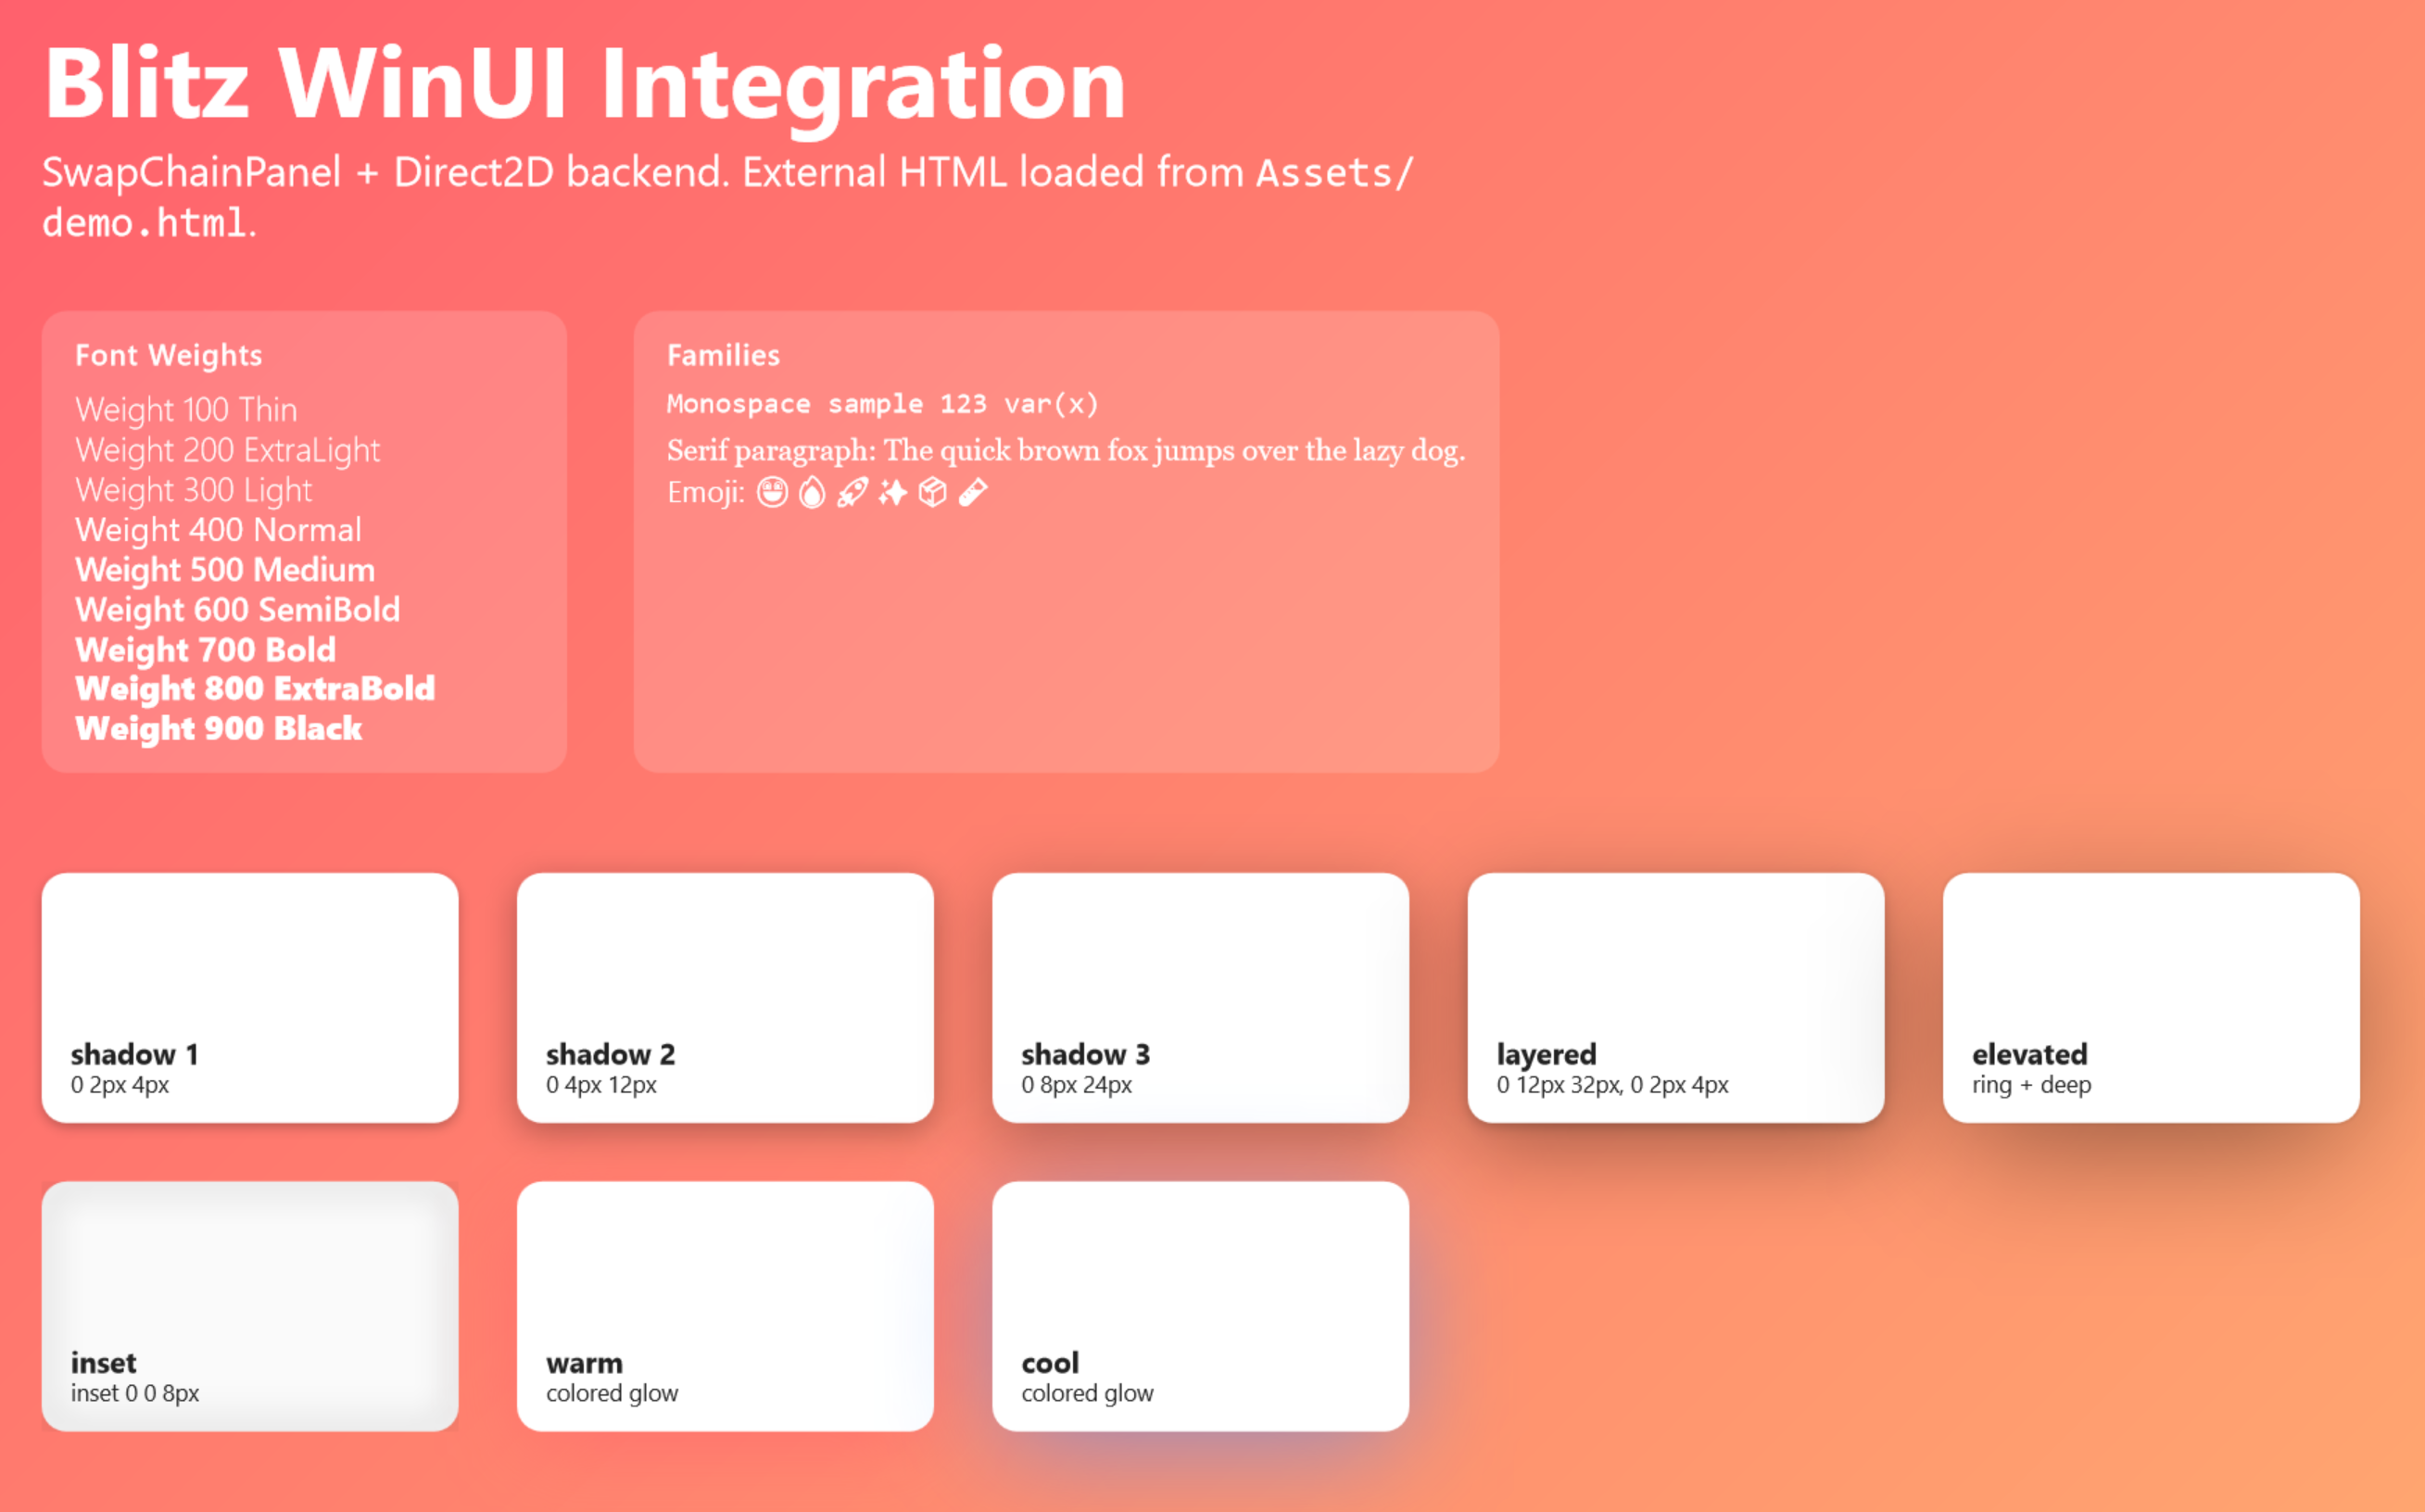 Blitz WinUI Integration
SwapChainPanel + Direct2D backend. External HTML loaded from Assets/
demo.html.
Font Weights
Weight 100 Thin
Weight 200 ExtraLight
Weight 300 Light
Weight 400 Normal
Weight 500 Medium
Weight 600 SemiBold
Weight 700 Bold
Weight 800 ExtraBold
Weight 900 Black
Families
Monospace sample 123 var(x)
Serif paragraph: The quick brown fox jumps over the lazy dog.
Emoji: 😀 🔥 🚀 ✨ 📦 🧪
shadow 1
0 2px 4px
shadow 2
0 4px 12px
shadow 3
0 8px 24px
layered
0 12px 32px, 0 2px 4px
elevated
ring + deep
inset
inset 0 0 8px
warm
colored glow
cool
colored glow